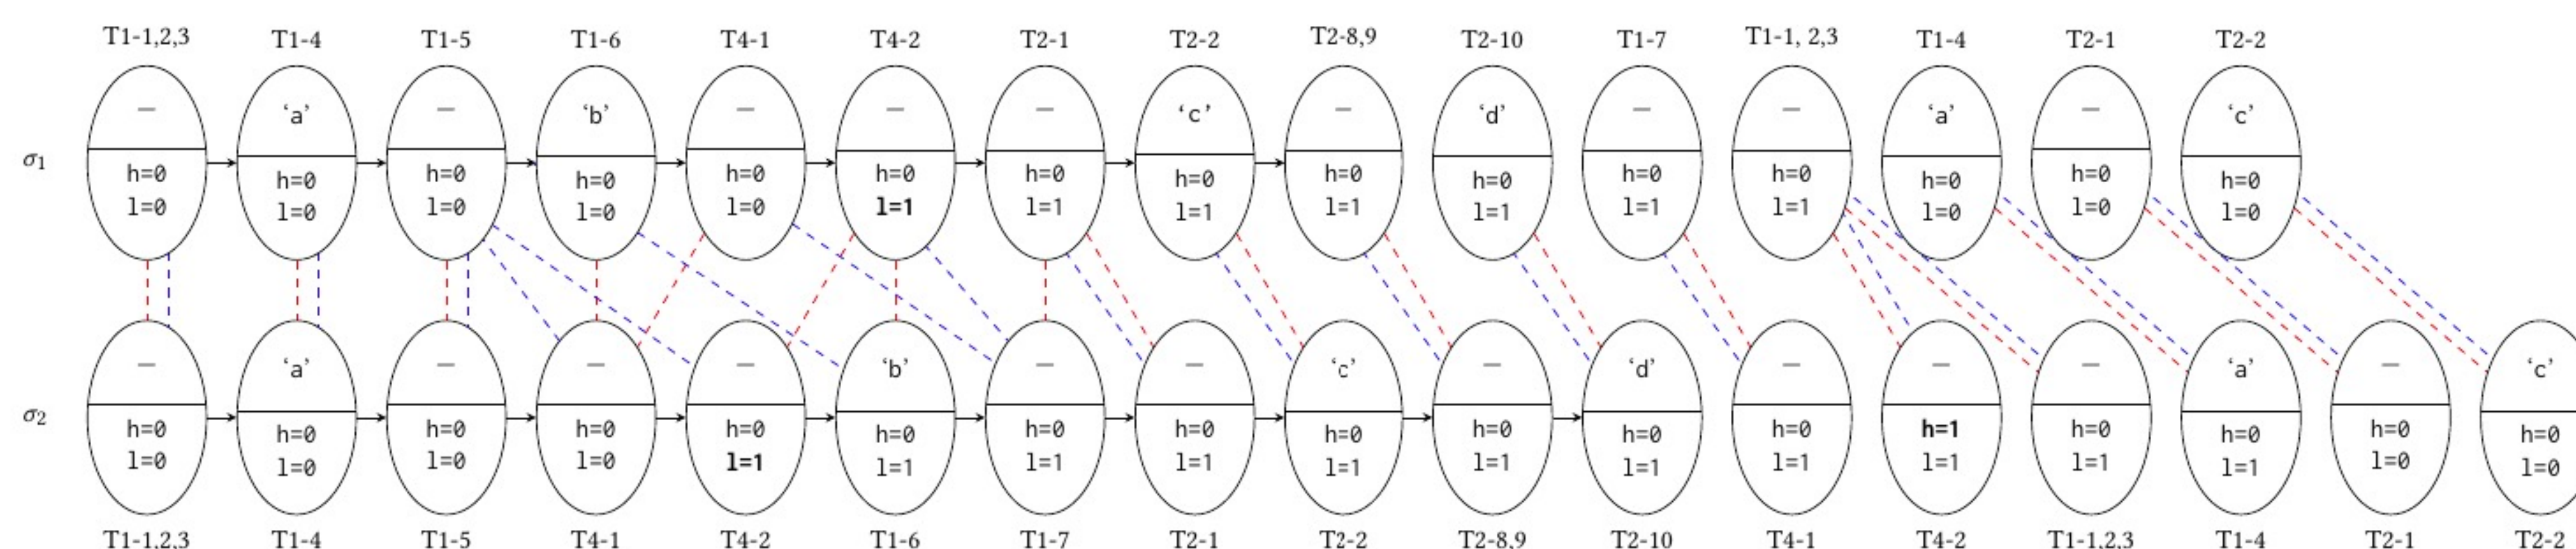 T1-1,2,3 T1-4 T1-5 T1-6 T4-1 T4-2 T2-1 T2-2 T2-8,9 T2-10 T1-7 T1-1, 2,3 T1-4 T2-1 T2-2
— ‘a’ — ‘b’ — — — ‘c’ — ‘d’ — — ‘a’ — ‘c’
σ1
h=0 h=0 h=0 h=0 h=0 h=0 h=0 h=0 h=0 h=0 h=0 h=0 h=0 h=0 h=0
l=0 l=0 l=0 l=0 l=0 l=1 l=1 l=1 l=1 l=1 l=1 l=1 l=0 l=0 l=0
— ‘a’ — — — ‘b’ — — ‘c’ — ‘d’ — — — ‘a’ — ‘c’
σ2
h=0 h=0 h=0 h=0 h=0 h=0 h=0 h=0 h=0 h=0 h=0 h=0 h=1 h=0 h=0 h=0 h=0
l=0 l=0 l=0 l=0 l=1 l=1 l=1 l=1 l=1 l=1 l=1 l=1 l=1 l=1 l=1 l=0 l=0
T1-1,2,3 T1-4 T1-5 T4-1 T4-2 T1-6 T1-7 T2-1 T2-2 T2-8,9 T2-10 T4-1 T4-2 T1-1,2,3 T1-4 T2-1 T2-2